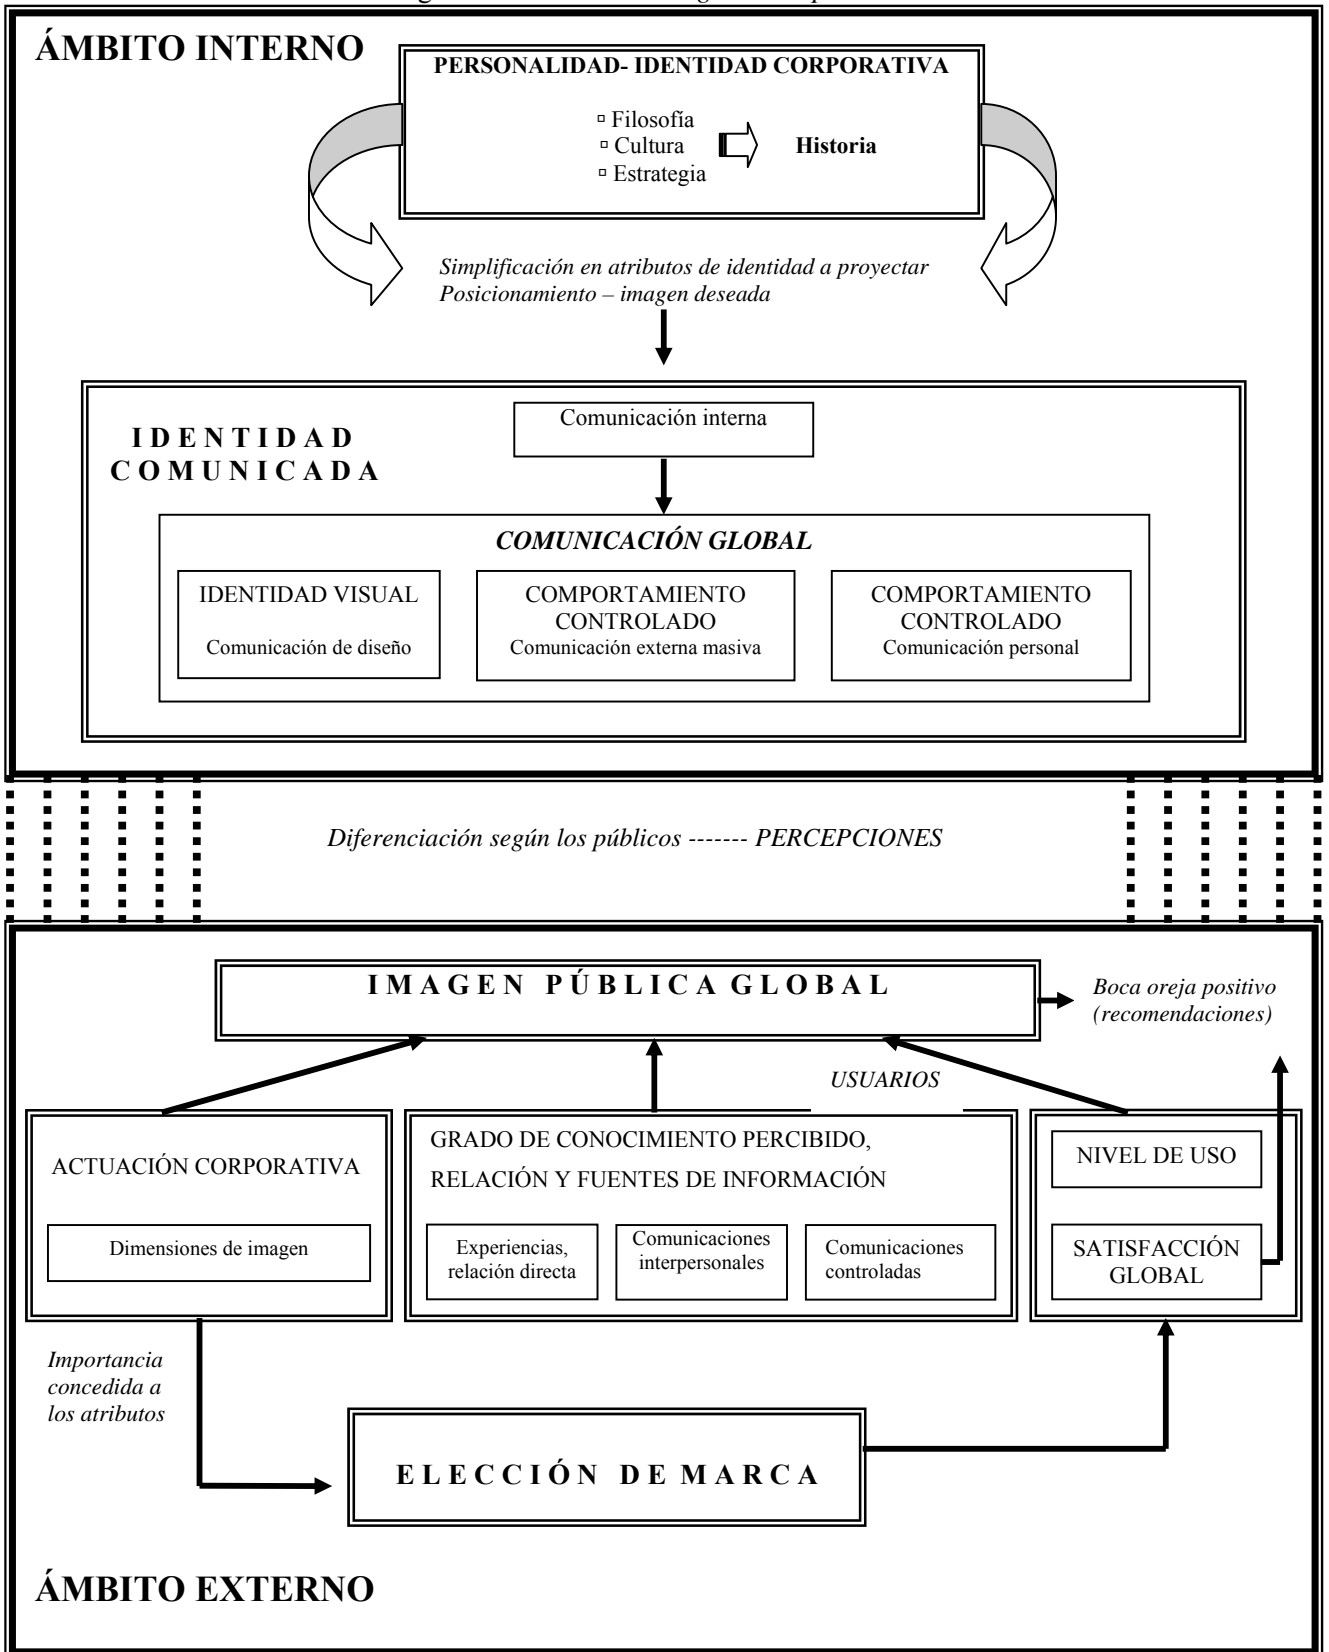 ÁMBITO INTERNO
PERSONALIDAD- IDENTIDAD CORPORATIVA
Filosofía
Cultura
Estrategia
Historia
Simplificación en atributos de identidad a proyectar
Posicionamiento – imagen deseada
I D E N T I D A D
C O M U N I C A D A
Comunicación interna
COMUNICACIÓN GLOBAL
IDENTIDAD VISUAL
Comunicación de diseño
COMPORTAMIENTO
CONTROLADO
Comunicación externa masiva
COMPORTAMIENTO
CONTROLADO
Comunicación personal
Diferenciación según los públicos ------- PERCEPCIONES
I M A G E N P Ú B L I C A G L O B A L
Boca oreja positivo
(recomendaciones)
USUARIOS
ACTUACIÓN CORPORATIVA
Dimensiones de imagen
GRADO DE CONOCIMIENTO PERCIBIDO,
RELACIÓN Y FUENTES DE INFORMACIÓN
Experiencias,
relación directa
Comunicaciones
interpersonales
Comunicaciones
controladas
NIVEL DE USO
SATISFACCIÓN
GLOBAL
Importancia
concedida a
los atributos
E L E C C I Ó N D E M A R C A
ÁMBITO EXTERNO